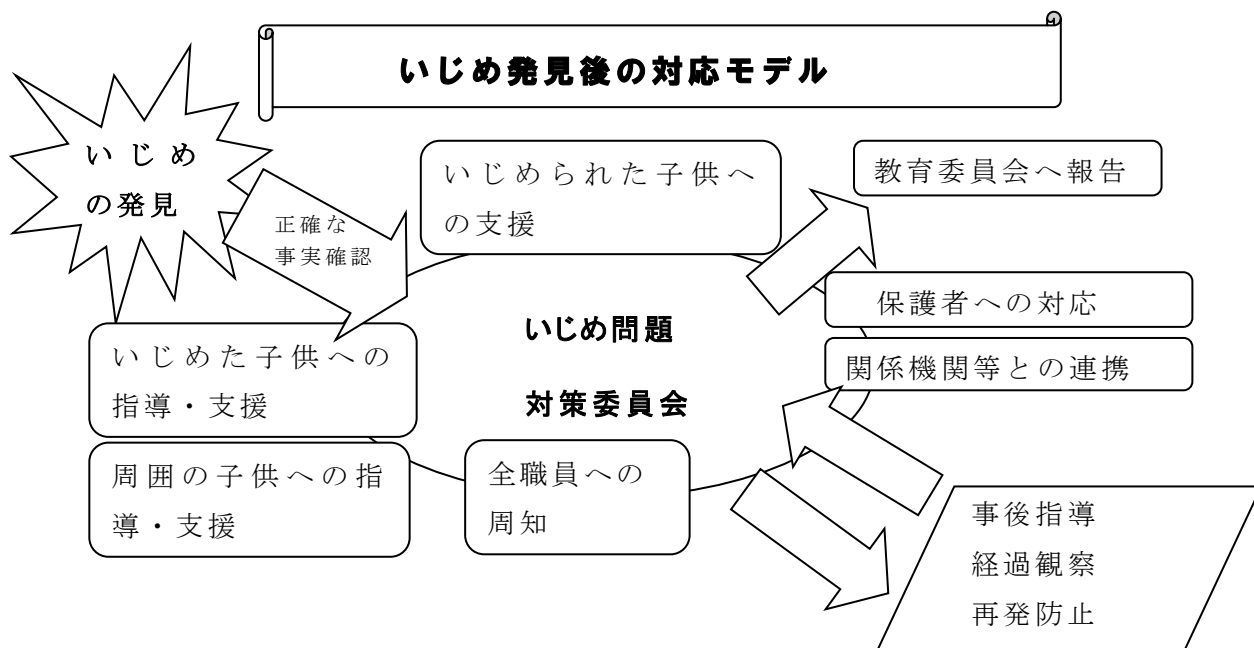 いじめ発見後の対応モデル
いじめ
の発見
正確な
事実確認
いじめられた子供へ
の支援
教育委員会へ報告
保護者への対応
関係機関等との連携
いじめ問題
対策委員会
いじめた子供への
指導・支援
周囲の子供への指
導・支援
全職員への
周知
事後指導
経過観察
再発防止